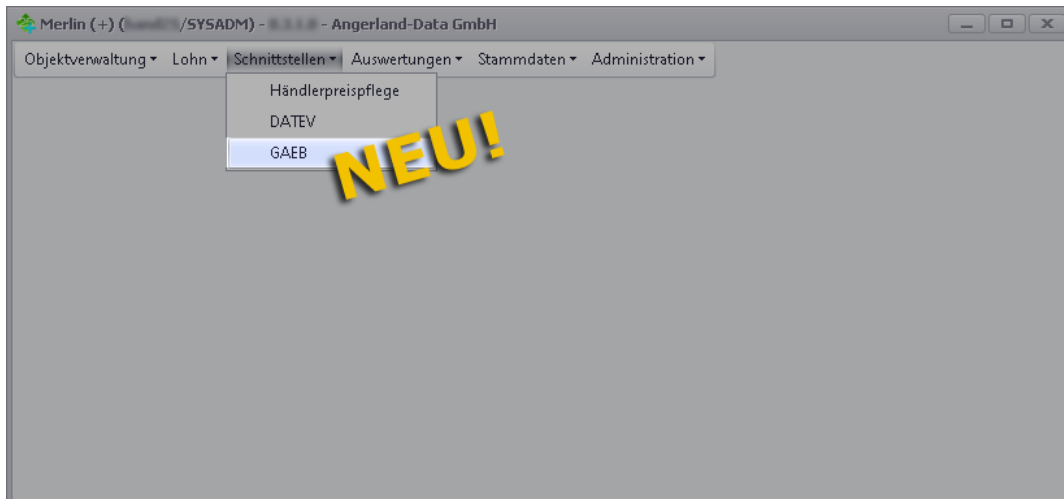 Merlin (+) ( /SYSADM) - - Angerland-Data GmbH
Objektverwaltung Lohn Schnittstellen Auswertungen Stammdaten Administration
Händlerpreispflege
DATEV
GAEB
NEU!